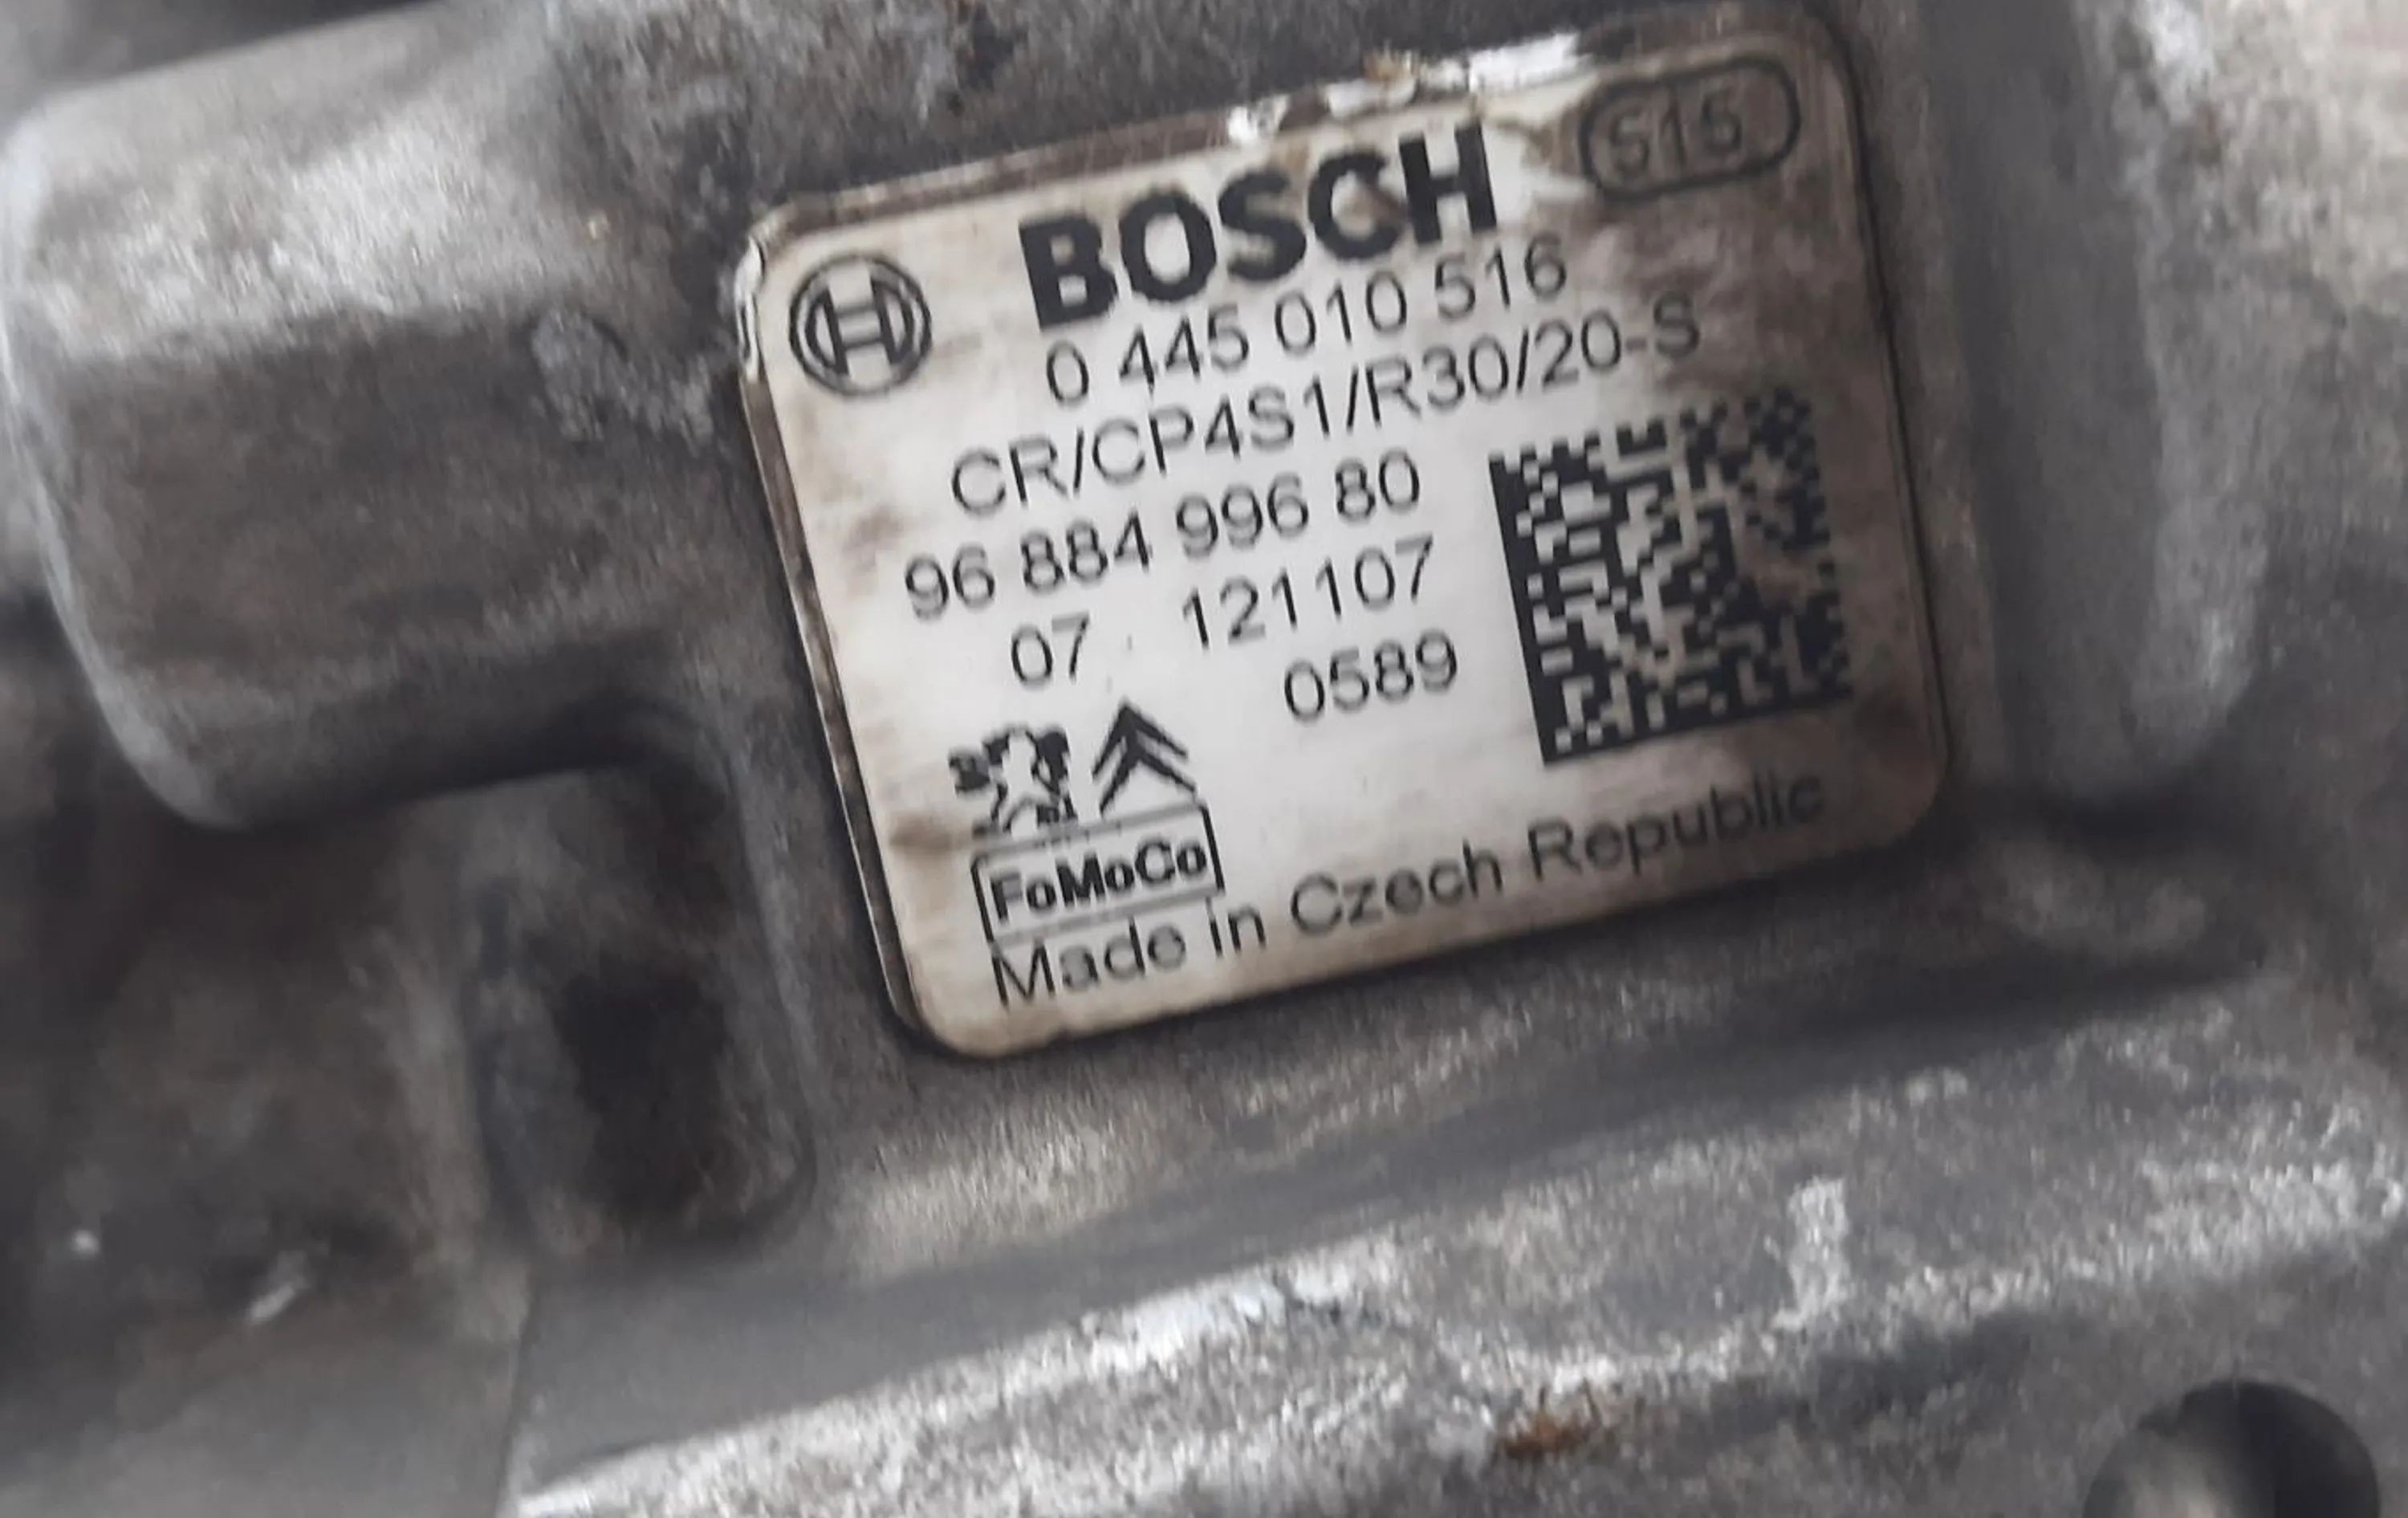 BOSCH 516
0 445 010 516
CR/CP4S1/R30/20-S
96 884 996 80
07 121107
0589
FoMoCo
Made in Czech Republic